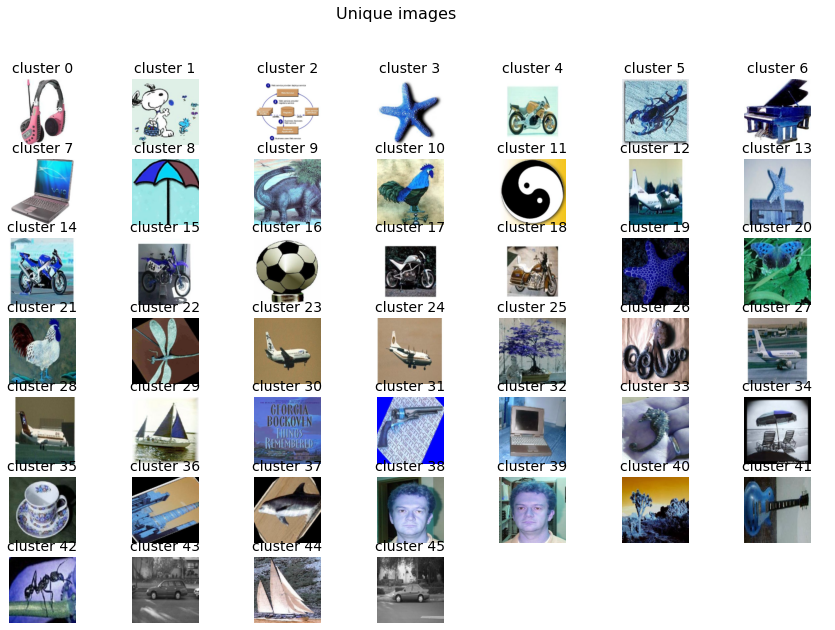 Unique images
cluster 0 cluster 1 cluster 2 cluster 3 cluster 4 cluster 5 cluster 6
cluster 7 cluster 8 cluster 9 cluster 10 cluster 11 cluster 12 cluster 13
cluster 14 cluster 15 cluster 16 cluster 17 cluster 18 cluster 19 cluster 20
cluster 21 cluster 22 cluster 23 cluster 24 cluster 25 cluster 26 cluster 27
cluster 28 cluster 29 cluster 30 cluster 31 cluster 32 cluster 33 cluster 34
GEORGIA
BOCKOVEN
THINGS
REMEMBERED
cluster 35 cluster 36 cluster 37 cluster 38 cluster 39 cluster 40 cluster 41
cluster 42 cluster 43 cluster 44 cluster 45